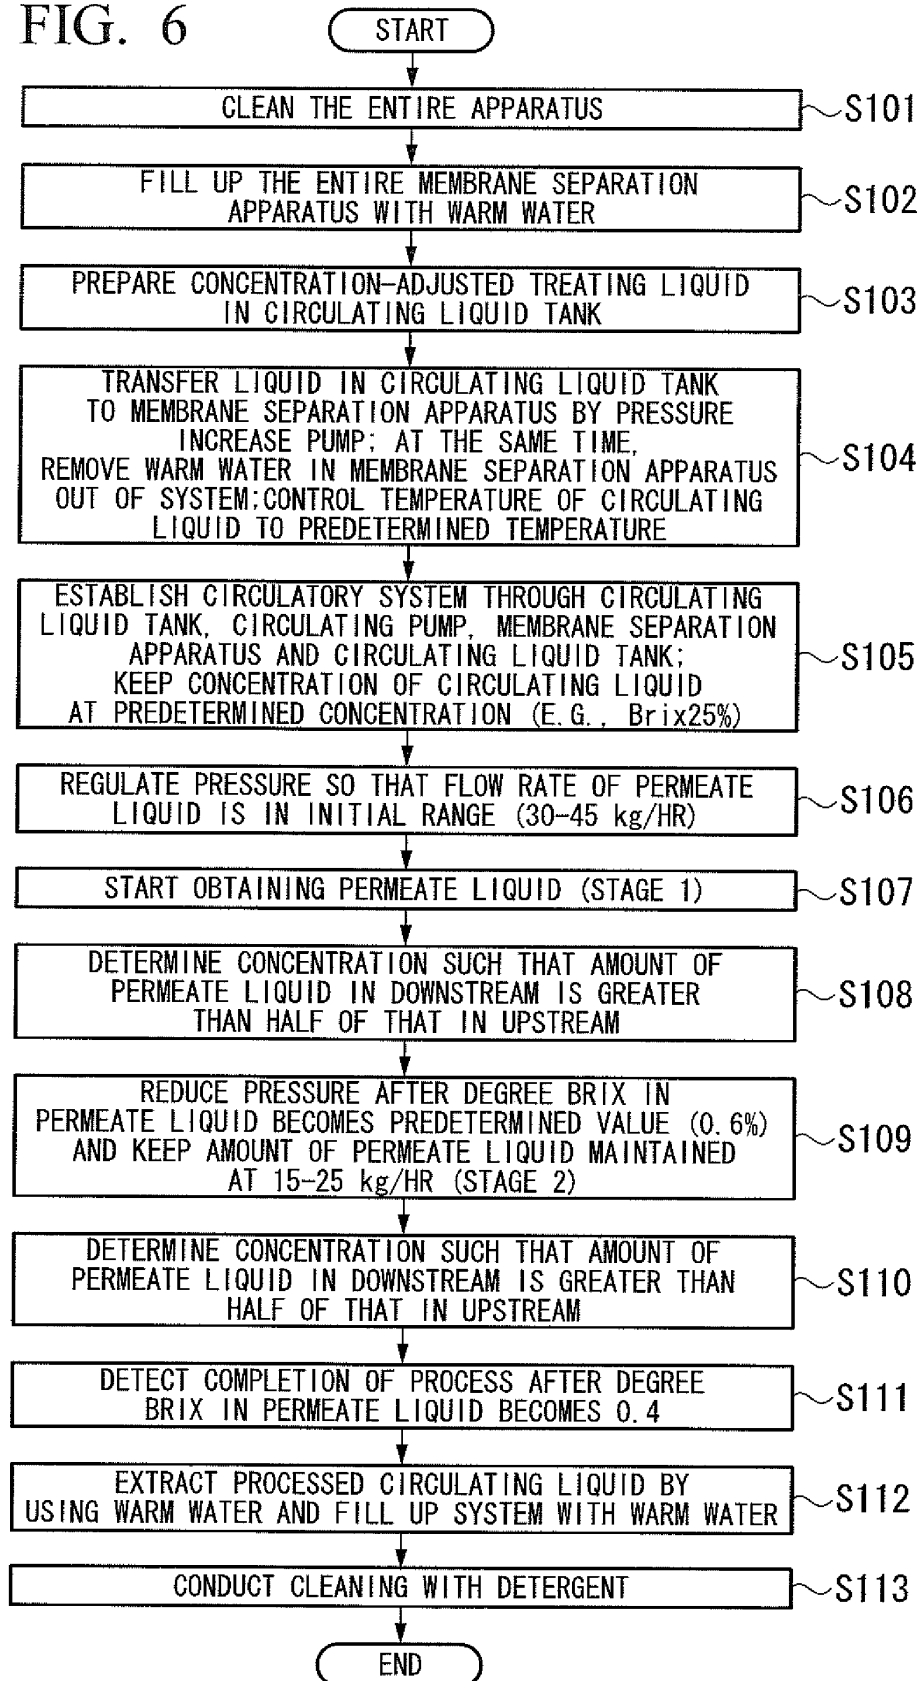 FIG. 6
START
CLEAN THE ENTIRE APPARATUS
S101
FILL UP THE ENTIRE MEMBRANE SEPARATION
APPARATUS WITH WARM WATER
S102
PREPARE CONCENTRATION-ADJUSTED TREATING LIQUID
IN CIRCULATING LIQUID TANK
S103
TRANSFER LIQUID IN CIRCULATING LIQUID TANK
TO MEMBRANE SEPARATION APPARATUS BY PRESSURE
INCREASE PUMP; AT THE SAME TIME,
REMOVE WARM WATER IN MEMBRANE SEPARATION APPARATUS
OUT OF SYSTEM;CONTROL TEMPERATURE OF CIRCULATING
LIQUID TO PREDETERMINED TEMPERATURE
S104
ESTABLISH CIRCULATORY SYSTEM THROUGH CIRCULATING
LIQUID TANK, CIRCULATING PUMP, MEMBRANE SEPARATION
APPARATUS AND CIRCULATING LIQUID TANK;
KEEP CONCENTRATION OF CIRCULATING LIQUID
AT PREDETERMINED CONCENTRATION (E.G., Brix25%)
S105
REGULATE PRESSURE SO THAT FLOW RATE OF PERMEATE
LIQUID IS IN INITIAL RANGE (30-45 kg/HR)
S106
START OBTAINING PERMEATE LIQUID (STAGE 1)
S107
DETERMINE CONCENTRATION SUCH THAT AMOUNT OF
PERMEATE LIQUID IN DOWNSTREAM IS GREATER
THAN HALF OF THAT IN UPSTREAM
S108
REDUCE PRESSURE AFTER DEGREE BRIX IN
PERMEATE LIQUID BECOMES PREDETERMINED VALUE (0.6%)
AND KEEP AMOUNT OF PERMEATE LIQUID MAINTAINED
AT 15-25 kg/HR (STAGE 2)
S109
DETERMINE CONCENTRATION SUCH THAT AMOUNT OF
PERMEATE LIQUID IN DOWNSTREAM IS GREATER THAN
HALF OF THAT IN UPSTREAM
S110
DETECT COMPLETION OF PROCESS AFTER DEGREE
BRIX IN PERMEATE LIQUID BECOMES 0.4
S111
EXTRACT PROCESSED CIRCULATING LIQUID BY
USING WARM WATER AND FILL UP SYSTEM WITH WARM WATER
S112
CONDUCT CLEANING WITH DETERGENT
S113
END